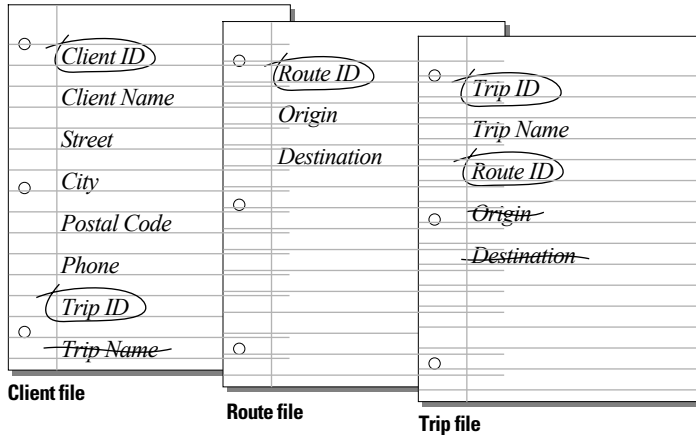 Client ID
Client Name
Street
City
Postal Code
Phone
Trip ID
Trip Name
Client file
Route ID
Origin
Destination
Route file
Trip ID
Trip Name
Route ID
Origin
Destination
Trip file